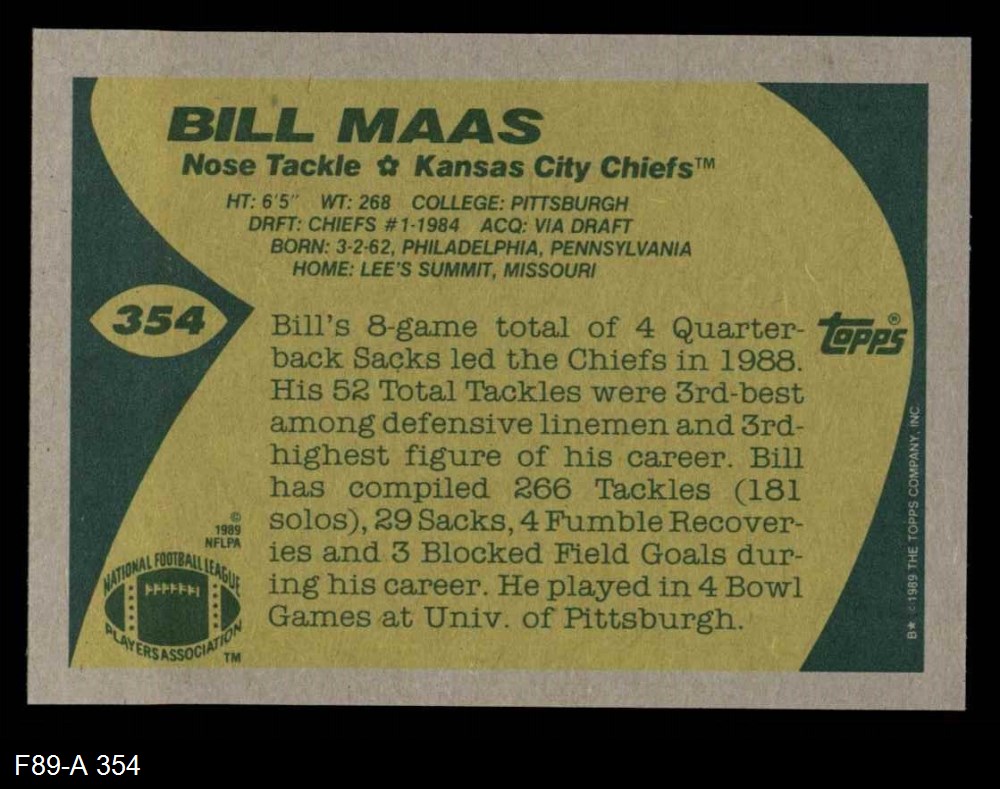 BILL MAAS
Nose Tackle ✩ Kansas City Chiefs™
HT: 6'5" WT: 268 COLLEGE: PITTSBURGH
DRFT: CHIEFS #1-1984 ACQ: VIA DRAFT
BORN: 3-2-62, PHILADELPHIA, PENNSYLVANIA
HOME: LEE'S SUMMIT, MISSOURI
354
Bill's 8-game total of 4 Quarter-
back Sacks led the Chiefs in 1988.
His 52 Total Tackles were 3rd-best
among defensive linemen and 3rd-
highest figure of his career. Bill
has compiled 266 Tackles (181
solos), 29 Sacks, 4 Fumble Recover-
ies and 3 Blocked Field Goals dur-
ing his career. He played in 4 Bowl
Games at Univ. of Pittsburgh.
Topps®
B* ©1989 THE TOPPS COMPANY, INC.
©
1989
NFLPA
NATIONAL FOOTBALL LEAGUE
PLAYERS ASSOCIATION
TM
F89-A 354